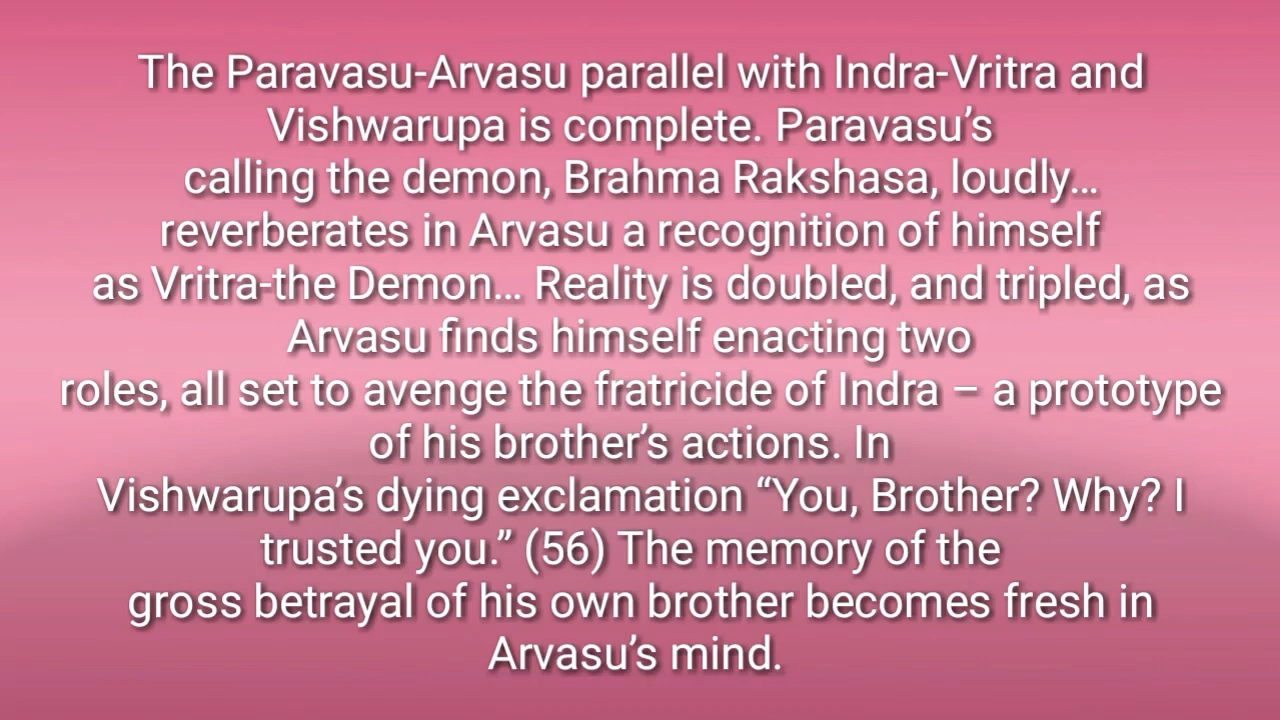 The Paravasu-Arvasu parallel with Indra-Vritra and
Vishwarupa is complete. Paravasu’s
calling the demon, Brahma Rakshasa, loudly…
reverberates in Arvasu a recognition of himself
as Vritra-the Demon… Reality is doubled, and tripled, as
Arvasu finds himself enacting two
roles, all set to avenge the fratricide of Indra – a prototype
of his brother’s actions. In
Vishwarupa’s dying exclamation “You, Brother? Why? I
trusted you.” (56) The memory of the
gross betrayal of his own brother becomes fresh in
Arvasu’s mind.